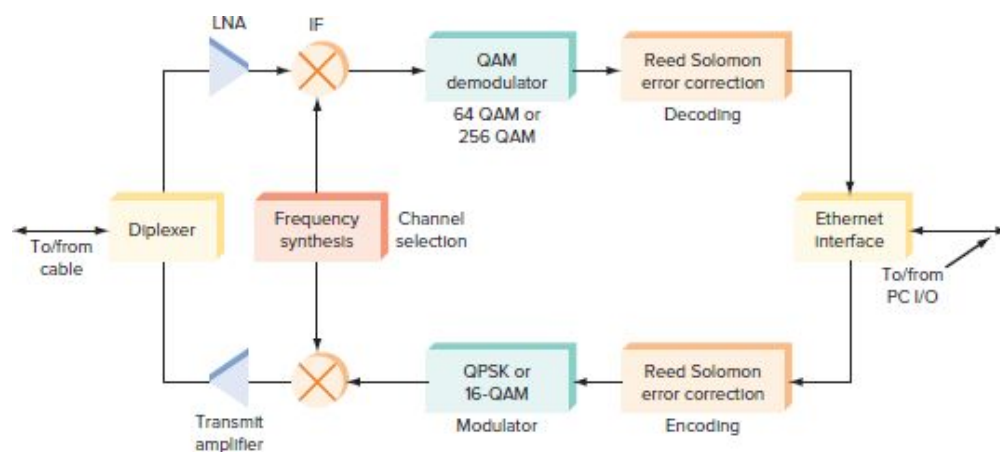 LNA
IF
QAM
demodulator
64 QAM or
256 QAM
Reed Solomon
error correction
Decoding
Diplexer
To/from
cable
Frequency
synthesis
Channel
selection
Ethernet
interface
To/from
PC I/O
Transmit
amplifier
QPSK or
16-QAM
Modulator
Reed Solomon
error correction
Encoding